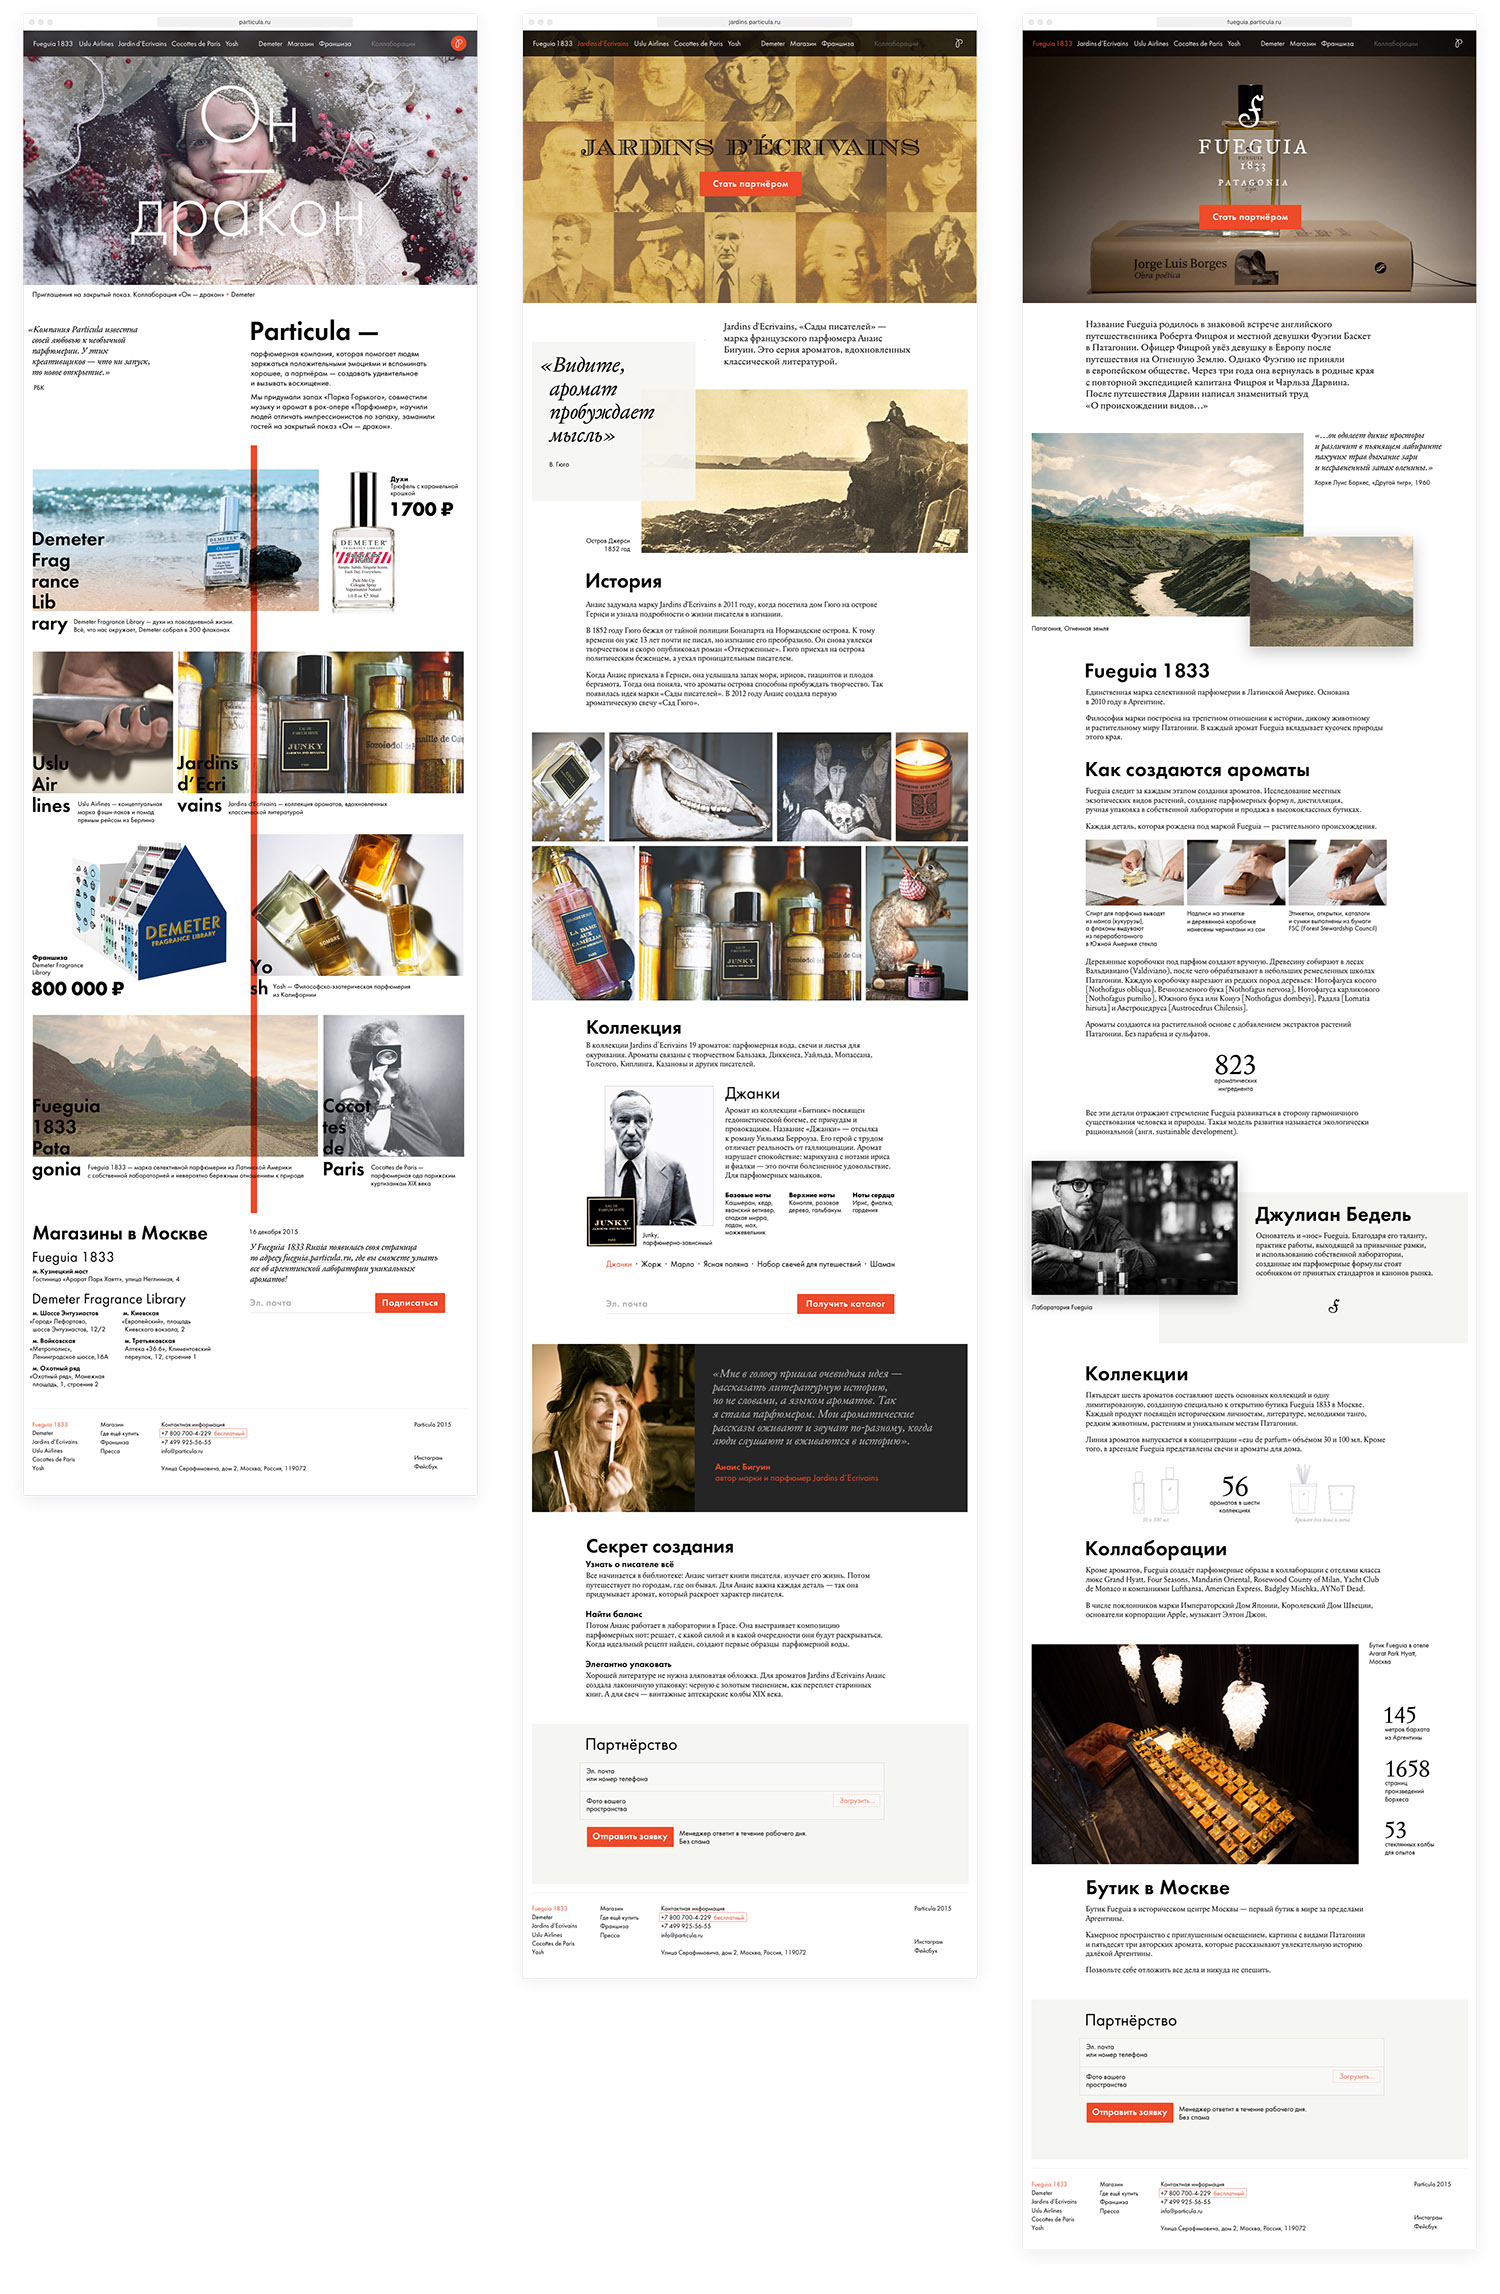 particula.ru
Fueguia 1833 Uslu Airlines Jardin d'Ecrivains Cocottes de Paris Yosh Demeter Магазин Франшиза Коллаборации
Он
—
дракон
Приглашения на закрытый показ. Коллаборация «Он — дракон» + Demeter
«Компания Particula известна
своей любовью к необычной
парфюмерии. У этих
креативщиков — что ни запуск,
то новое открытие.»
РБК
Particula —
парфюмерная компания, которая помогает людям
заряжаться положительными эмоциями и вспоминать
хорошее, а партнёрам — создавать удивительное
и вызывать восхищение.
Мы придумали запах «Парка Горького», совместили
музыку и аромат в рок-опере «Парфюмер», научили
людей отличать импрессионистов по запаху, заманили
гостей на закрытый показ «Он — дракон».
Demeter
Frag
rance
Lib
rary
Demeter Fragrance Library — духи из повседневной жизни.
Всё, что нас окружает, Demeter собрал в 300 флаконах
DEMETER
FRAGRANCE LIBRARY
Духи
Трюфель с карамельной
крошкой
1700 ₽
Uslu
Air
lines
Uslu Airlines — концептуальная
марка фэшн-лаков и помад
прямым рейсом из Берлина
JUNKY
Jardins
d'Ecri
vains
Jardins d'Ecrivains — коллекция ароматов, вдохновленных
классической литературой
DEMETER
FRAGRANCE LIBRARY
Франшиза
Demeter Fragrance
Library
800 000 ₽
SOMBRE
Yo
sh
Yosh — Философско-эзотерическая парфюмерия
из Калифорнии
Fueguia
1833
Pata
gonia
Fueguia 1833 — марка селективной парфюмерии из Латинской Америки
с собственной лабораторией и невероятно бережным отношением к природе
Cocot
tes
de
Paris
Cocottes de Paris —
парфюмерная ода парижским
куртизанкам XIX века
Магазины в Москве
Fueguia 1833
м. Кузнецкий мост
Гостиница «Арарат Парк Хаятт», улица Неглинная, 4
Demeter Fragrance Library
м. Шоссе Энтузиастов
«Город» Лефортово,
шоссе Энтузиастов, 12/2
м. Киевская
«Европейский», площадь
Киевского вокзала, 2
м. Войковская
«Метрополис»,
Ленинградское шоссе,16А
м. Третьяковская
Аптека «36.6», Климентовский
переулок, 12, строение 1
м. Охотный ряд
«Охотный ряд», Манежная
площадь, 1, строение 2
16 декабря 2015
У Fueguia 1833 Russia появилась своя страница
по адресу fueguia.particula.ru, где вы сможете узнать
все об аргентинской лаборатории уникальных
ароматов!
Эл. почта
Подписаться
Fueguia 1833
Demeter
Jardins d'Ecrivains
Uslu Airlines
Cocottes de Paris
Yosh
Магазин
Где ещё купить
Франшиза
Пресса
Контактная информация
+7 800 700-4-229 бесплатный
+7 499 925-56-55
info@particula.ru
Улица Серафимовича, дом 2, Москва, Россия, 119072
Particula 2015
Инстаграм
Фейсбук
jardins.particula.ru
Fueguia 1833 Jardins d'Ecrivains Uslu Airlines Cocottes de Paris Yosh Demeter Магазин Франшиза Коллаборации
JARDINS D'ÉCRIVAINS
Стать партнёром
Jardins d'Ecrivains, «Сады писателей» —
марка французского парфюмера Анаис
Бигуин. Это серия ароматов, вдохновленных
классической литературой.
«Видите,
аромат
пробуждает
мысль»
В. Гюго
Остров Джерси
1852 год
История
Анаис задумала марку Jardins d'Ecrivains в 2011 году, когда посетила дом Гюго на острове
Гернси и узнала подробности о жизни писателя в изгнании.
В 1852 году Гюго бежал от тайной полиции Бонапарта на Нормандские острова. К тому
времени он уже 13 лет почти не писал, но изгнание его преобразило. Он снова увлекся
творчеством и скоро опубликовал роман «Отверженные». Гюго приехал на острова
политическим беженцем, а уехал проницательным писателем.
Когда Анаис приехала в Гернси, она услышала запах моря, ирисов, гиацинтов и плодов
бергамота. Тогда она поняла, что ароматы острова способны пробуждать творчество. Так
появилась идея марки «Сады писателей». В 2012 году Анаис создала первую
ароматическую свечу «Сад Гюго».
LA DAME
AUX
CAMÉLIAS
JUNKY
Коллекция
В коллекции Jardins d'Ecrivains 19 ароматов: парфюмерная вода, свечи и листья для
окуривания. Ароматы связаны с творчеством Бальзака, Диккенса, Уайльда, Мопассана,
Толстого, Киплинга, Казановы и других писателей.
Джанки
Аромат из коллекции «Битник» посвящен
гедонистической богеме, ее причудам и
провокациям. Название «Джанки» — отсылка
к роману Уильяма Берроуза. Его герой с трудом
отличает реальность от галлюцинации. Аромат
нарушает спокойствие: марихуана с нотами ириса
и фиалки — это почти болезненное удовольствие.
Для парфюмерных маньяков.
Базовые ноты
Кашмеран, кедр,
яванский ветивер,
сладкая мирра,
ладан, мох,
можжевельник
Верхние ноты
Конопля, розовое
дерево, гальбанум
Ноты сердца
Ирис, фиалка,
гардения
JUNKY
Junky,
парфюмерно-зависимый
Джанки • Жорж • Марло • Ясная поляна • Набор свечей для путешествий • Шаман
Эл. почта
Получить каталог
«Мне в голову пришла очевидная идея —
рассказать литературную историю,
но не словами, а языком ароматов. Так
я стала парфюмером. Мои ароматические
рассказы оживают и звучат по-разному, когда
люди слушают и вживаются в историю».
Анаис Бигуин
автор марки и парфюмер Jardins d'Ecrivains
Секрет создания
Узнать о писателе всё
Все начинается в библиотеке: Анаис читает книги писателя, изучает его жизнь. Потом
путешествует по городам, где он бывал. Для Анаис важна каждая деталь — так она
придумывает аромат, который раскроет характер писателя.
Найти баланс
Потом Анаис работает в лаборатории в Грасе. Она выстраивает композицию
парфюмерных нот: решает, с какой силой и в какой очередности они будут раскрываться.
Когда идеальный рецепт найден, создают первые образцы парфюмерной воды.
Элегантно упаковать
Хорошей литературе не нужна аляповатая обложка. Для ароматов Jardins d'Ecrivains Анаис
создала лаконичную упаковку: черную с золотым тиснением, как переплет старинных
книг. А для свеч — винтажные аптекарские колбы XIX века.
Партнёрство
Эл. почта
или номер телефона
Фото вашего
пространства
Загрузить...
Отправить заявку
Менеджер ответит в течение рабочего дня.
Без спама
Fueguia 1833
Demeter
Jardins d'Ecrivains
Uslu Airlines
Cocottes de Paris
Yosh
Магазин
Где ещё купить
Франшиза
Пресса
Контактная информация
+7 800 700-4-229 бесплатный
+7 499 925-56-55
info@particula.ru
Улица Серафимовича, дом 2, Москва, Россия, 119072
Particula 2015
Инстаграм
Фейсбук
fueguia.particula.ru
Fueguia 1833 Jardin d'Ecrivains Uslu Airlines Cocottes de Paris Yosh Demeter Магазин Франшиза Коллаборации
FUEGUIA
1833
PATAGONIA
Стать партнёром
Jorge Luis Borges
Obra poética
Название Fueguia родилось в знаковой встрече английского
путешественника Роберта Фицроя и местной девушки Фуэгии Баскет
в Патагонии. Офицер Фицрой увёз девушку в Европу после
путешествия на Огненную Землю. Однако Фуэгию не приняли
в европейском обществе. Через три года она вернулась в родные края
с повторной экспедицией капитана Фицроя и Чарльза Дарвина.
После путешествия Дарвин написал знаменитый труд
«О происхождении видов…»
«…он одолеет дикие просторы
и различит в пьянящем лабиринте
пахучих трав дыхание зари
и несравненный запах оленины.»
Хорхе Луис Борхес, «Другой тигр», 1960
Патагония, Огненная земля
Fueguia 1833
Единственная марка селективной парфюмерии в Латинской Америке. Основана
в 2010 году в Аргентине.
Философия марки построена на трепетном отношении к истории, дикому животному
и растительному миру Патагонии. В каждый аромат Fueguia вкладывает кусочек природы
этого края.
Как создаются ароматы
Fueguia следит за каждым этапом создания ароматов. Исследование местных
экзотических видов растений, создание парфюмерных формул, дистилляция,
ручная упаковка в собственной лаборатории и продажа в высококлассных бутиках.
Каждая деталь, которая рождена под маркой Fueguia — растительного происхождения.
Спирт для парфюма выводят
из маиса (кукурузы),
а флаконы выдувают
из переработанного
в Южной Америке стекла
Надписи на этикетке
и деревянной коробочке
нанесены чернилами из сои
Этикетки, открытки, каталоги
и сумки выполнены из бумаги
FSC (Forest Stewardship Council)
Деревянные коробочки под парфюм создают вручную. Древесину собирают в лесах
Вальдивиано (Valdiviano), после чего обрабатывают в небольших ремесленных школах
Патагонии. Каждую коробочку вырезают из редких пород деревьев: Нотофагуса косого
[Nothofagus obliqua], Вечнозеленого бука [Nothofagus nervosa], Нотофагуса карликового
[Nothofagus pumilio], Южного бука или Коиуэ [Nothofagus dombeyi], Радала [Lomatia
hirsuta] и Австроцедруса [Austrocedrus Chilensis].
Ароматы создаются на растительной основе с добавлением экстрактов растений
Патагонии. Без парабена и сульфатов.
823
ароматических
ингредиента
Все эти детали отражают стремление Fueguia развиваться в сторону гармоничного
существования человека и природы. Такая модель развития называется экологически
рациональной (англ. sustainable development).
Джулиан Бедель
Основатель и «нос» Fueguia. Благодаря его таланту,
практике работы, выходящей за привычные рамки,
и использованию собственной лаборатории,
созданные им парфюмерные формулы стоят
особняком от принятых стандартов и канонов рынка.
Лаборатория Fueguia
Коллекции
Пятьдесят шесть ароматов составляют шесть основных коллекций и одну
лимитированную, созданную специально к открытию бутика Fueguia 1833 в Москве.
Каждый продукт посвящён историческим личностям, литературе, мелодиями танго,
редким животным, растениям и уникальным местам Патагонии.
Линия ароматов выпускается в концентрации «eau de parfum» объёмом 30 и 100 мл. Кроме
того, в арсенале Fueguia представлены свечи и ароматы для дома.
30 и 100 мл
56
ароматов в шести
коллекциях
Аромат для дома и свеча
Коллаборации
Кроме ароматов, Fueguia создаёт парфюмерные образы в коллаборации с отелями класса
люкс Grand Hyatt, Four Seasons, Mandarin Oriental, Rosewood County of Milan, Yacht Club
de Monaco и компаниями Lufthansa, American Express, Badgley Mischka, AYNoT Dead.
В числе поклонников марки Императорский Дом Японии, Королевский Дом Швеции,
основатели корпорации Apple, музыкант Элтон Джон.
Бутик Fueguia в отеле
Ararat Park Hyatt,
Москва
145
метров бархата
из Аргентины
1658
страниц
произведений
Борхеса
53
стеклянных колбы
для опытов
Бутик в Москве
Бутик Fueguia в историческом центре Москвы — первый бутик в мире за пределами
Аргентины.
Камерное пространство с приглушенным освещением, картины с видами Патагонии
и пятьдесят три авторских аромата, которые рассказывают увлекательную историю
далёкой Аргентины.
Позвольте себе отложить все дела и никуда не спешить.
Партнёрство
Эл. почта
или номер телефона
Фото вашего
пространства
Загрузить...
Отправить заявку
Менеджер ответит в течение рабочего дня.
Без спама
Fueguia 1833
Demeter
Jardins d'Ecrivains
Uslu Airlines
Cocottes de Paris
Yosh
Магазин
Где ещё купить
Франшиза
Пресса
Контактная информация
+7 800 700-4-229 бесплатный
+7 499 925-56-55
info@particula.ru
Улица Серафимовича, дом 2, Москва, Россия, 119072
Particula 2015
Инстаграм
Фейсбук